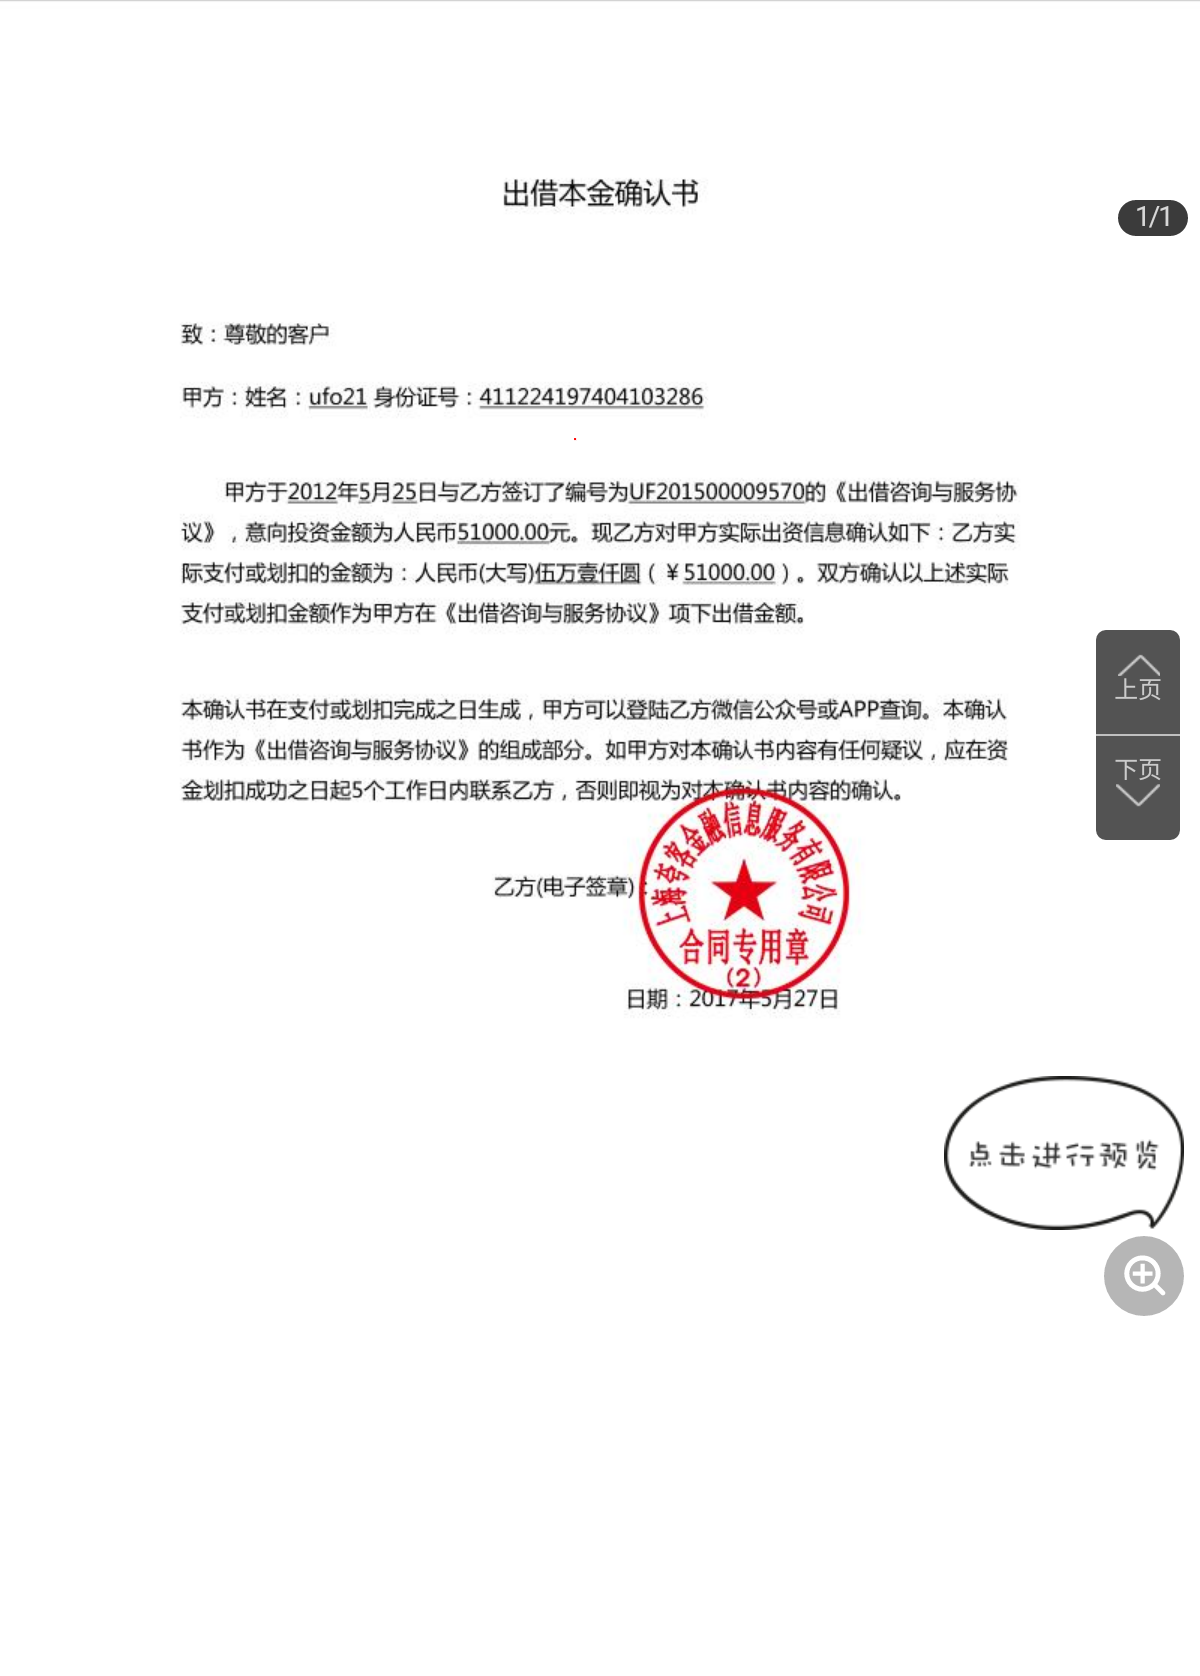 出借本金确认书
1/1
致：尊敬的客户
甲方：姓名：ufo21 身份证号：411224197404103286
甲方于2012年5月25日与乙方签订了编号为UF201500009570的《出借咨询与服务协
议》，意向投资金额为人民币51000.00元。现乙方对甲方实际出资信息确认如下：乙方实
际支付或划扣的金额为：人民币(大写)伍万壹仟圆（￥51000.00）。双方确认以上述实际
支付或划扣金额作为甲方在《出借咨询与服务协议》项下出借金额。
上页
下页
本确认书在支付或划扣完成之日生成，甲方可以登陆乙方微信公众号或APP查询。本确认
书作为《出借咨询与服务协议》的组成部分。如甲方对本确认书内容有任何疑议，应在资
金划扣成功之日起5个工作日内联系乙方，否则即视为对本确认书内容的确认。
乙方(电子签章)：
上海夸客金融信息服务有限公司
合同专用章
(2)
日期：2017年5月27日
点击进行预览